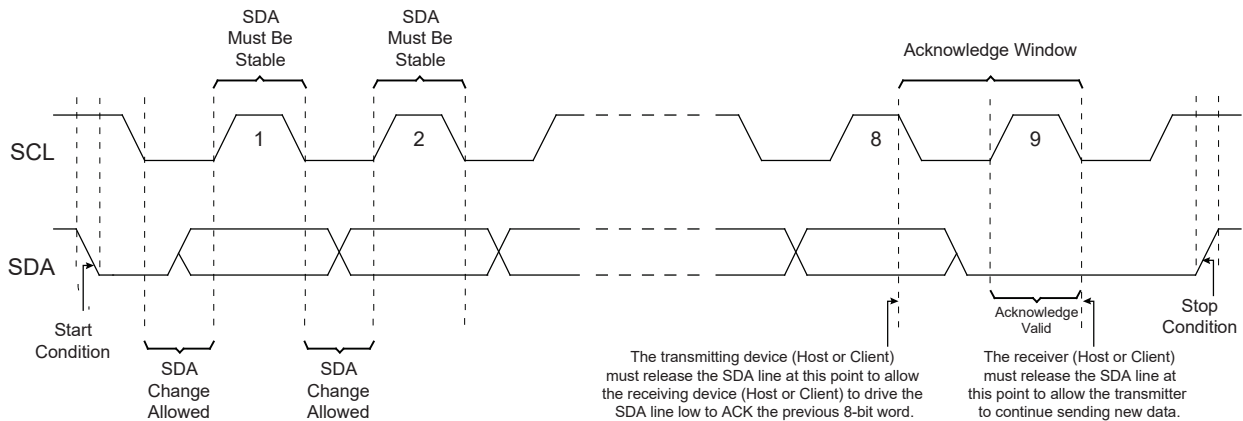 SDA
Must Be
Stable
SDA
Must Be
Stable
Acknowledge Window
SCL
1
2
8
9
SDA
Start
Condition
SDA
Change
Allowed
SDA
Change
Allowed
Acknowledge
Valid
Stop
Condition
The transmitting device (Host or Client)
must release the SDA line at this point to allow
the receiving device (Host or Client) to drive the
SDA line low to ACK the previous 8-bit word.
The receiver (Host or Client)
must release the SDA line at
this point to allow the transmitter
to continue sending new data.